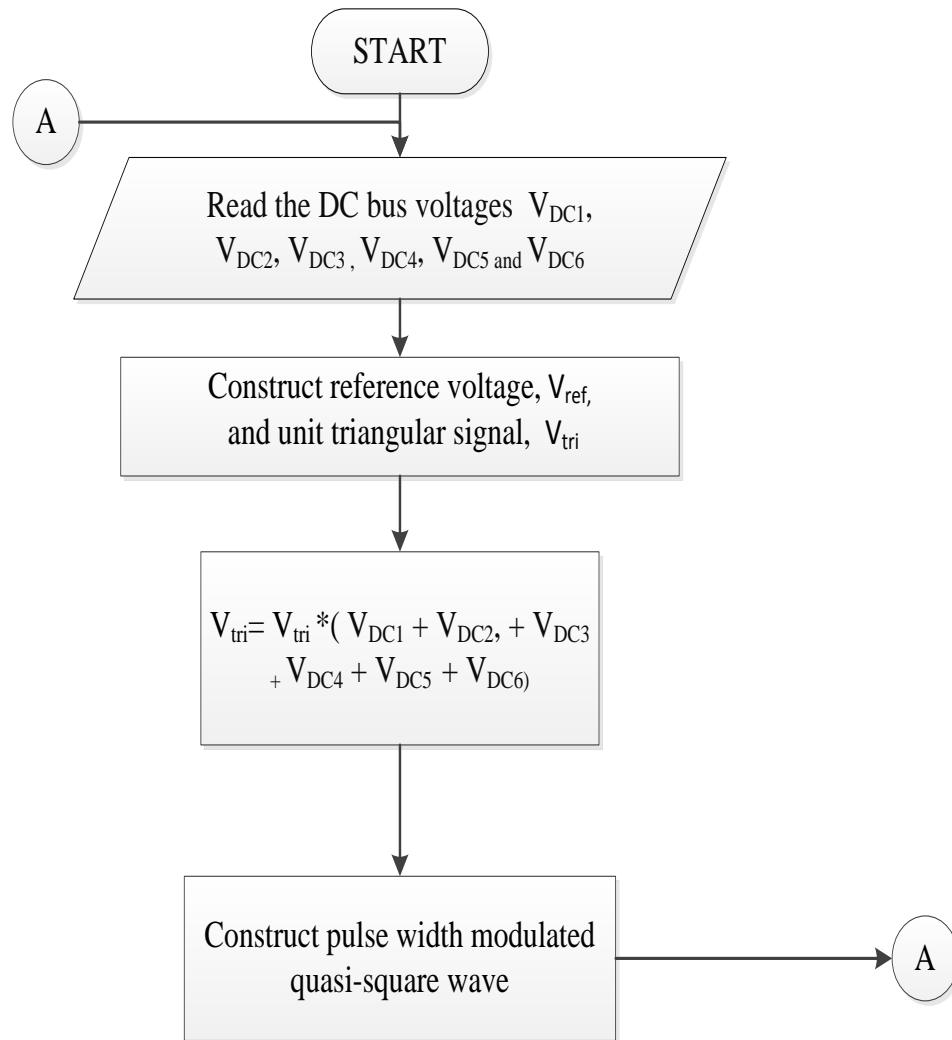 START
A
Read the DC bus voltages VDC1,
VDC2, VDC3 , VDC4, VDC5 and VDC6
Construct reference voltage, Vref,
and unit triangular signal, Vtri
Vtri= Vtri *( VDC1 + VDC2, + VDC3
+ VDC4 + VDC5 + VDC6)
Construct pulse width modulated
quasi-square wave
A